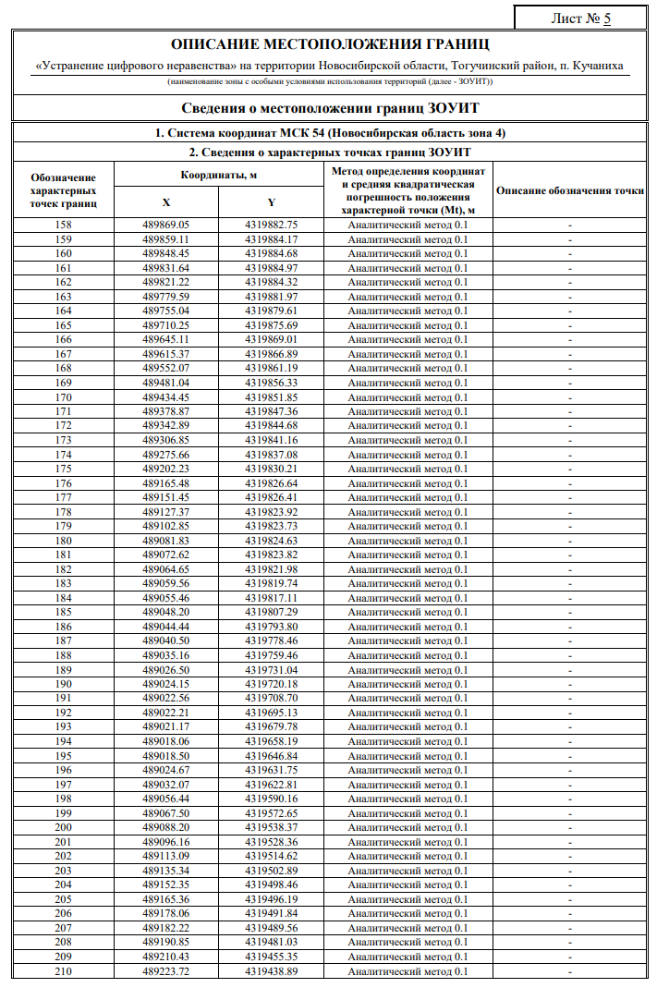 Лист № 5
ОПИСАНИЕ МЕСТОПОЛОЖЕНИЯ ГРАНИЦ
«Устранение цифрового неравенства» на территории Новосибирской области, Тогучинский район, п. Кучаниха
(наименование зоны с особыми условиями использования территорий (далее - ЗОУИТ))
Сведения о местоположении границ ЗОУИТ
1. Система координат МСК 54 (Новосибирская область зона 4)
2. Сведения о характерных точках границ ЗОУИТ
Обозначение характерных точек границ
Координаты, м
X Y
Метод определения координат и средняя квадратическая погрешность положения характерной точки (Mt), м
Описание обозначения точки
158 489869.05 4319882.75 Аналитический метод 0.1 -
159 489859.11 4319884.17 Аналитический метод 0.1 -
160 489848.45 4319884.68 Аналитический метод 0.1 -
161 489831.64 4319884.97 Аналитический метод 0.1 -
162 489821.22 4319884.32 Аналитический метод 0.1 -
163 489779.59 4319881.97 Аналитический метод 0.1 -
164 489755.04 4319879.61 Аналитический метод 0.1 -
165 489710.25 4319875.69 Аналитический метод 0.1 -
166 489645.11 4319869.01 Аналитический метод 0.1 -
167 489615.37 4319866.89 Аналитический метод 0.1 -
168 489552.07 4319861.19 Аналитический метод 0.1 -
169 489481.04 4319856.33 Аналитический метод 0.1 -
170 489434.45 4319851.85 Аналитический метод 0.1 -
171 489378.87 4319847.36 Аналитический метод 0.1 -
172 489342.89 4319844.68 Аналитический метод 0.1 -
173 489306.85 4319841.16 Аналитический метод 0.1 -
174 489275.66 4319837.08 Аналитический метод 0.1 -
175 489202.23 4319830.21 Аналитический метод 0.1 -
176 489165.48 4319826.64 Аналитический метод 0.1 -
177 489151.45 4319826.41 Аналитический метод 0.1 -
178 489127.37 4319823.92 Аналитический метод 0.1 -
179 489102.85 4319823.73 Аналитический метод 0.1 -
180 489081.83 4319824.63 Аналитический метод 0.1 -
181 489072.62 4319823.82 Аналитический метод 0.1 -
182 489064.65 4319821.98 Аналитический метод 0.1 -
183 489059.56 4319819.74 Аналитический метод 0.1 -
184 489055.46 4319817.11 Аналитический метод 0.1 -
185 489048.20 4319807.29 Аналитический метод 0.1 -
186 489044.44 4319793.80 Аналитический метод 0.1 -
187 489040.50 4319778.46 Аналитический метод 0.1 -
188 489035.16 4319759.46 Аналитический метод 0.1 -
189 489026.50 4319731.04 Аналитический метод 0.1 -
190 489024.15 4319720.18 Аналитический метод 0.1 -
191 489022.56 4319708.70 Аналитический метод 0.1 -
192 489022.21 4319695.13 Аналитический метод 0.1 -
193 489021.17 4319679.78 Аналитический метод 0.1 -
194 489018.06 4319658.19 Аналитический метод 0.1 -
195 489018.50 4319646.84 Аналитический метод 0.1 -
196 489024.67 4319631.75 Аналитический метод 0.1 -
197 489032.07 4319622.81 Аналитический метод 0.1 -
198 489056.44 4319590.16 Аналитический метод 0.1 -
199 489067.50 4319572.65 Аналитический метод 0.1 -
200 489088.20 4319538.37 Аналитический метод 0.1 -
201 489096.16 4319528.36 Аналитический метод 0.1 -
202 489113.09 4319514.62 Аналитический метод 0.1 -
203 489135.34 4319502.89 Аналитический метод 0.1 -
204 489152.35 4319498.46 Аналитический метод 0.1 -
205 489165.36 4319496.19 Аналитический метод 0.1 -
206 489178.06 4319491.84 Аналитический метод 0.1 -
207 489182.22 4319489.56 Аналитический метод 0.1 -
208 489190.85 4319481.03 Аналитический метод 0.1 -
209 489210.43 4319455.35 Аналитический метод 0.1 -
210 489223.72 4319438.89 Аналитический метод 0.1 -